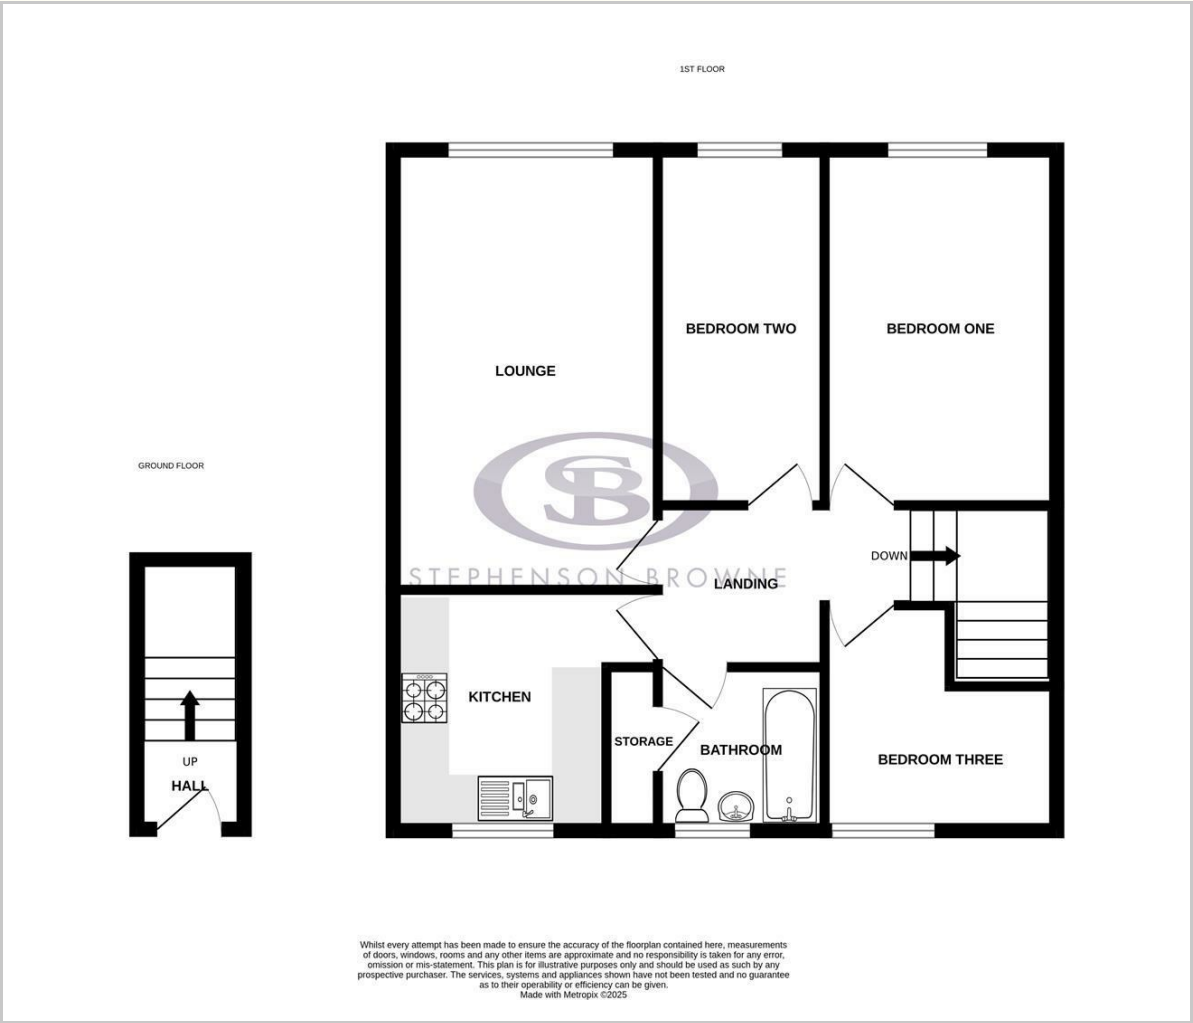 1ST FLOOR
BEDROOM TWO
BEDROOM ONE
LOUNGE
GROUND FLOOR
SB
DOWN
STEPHENSON BROWNE
LANDING
KITCHEN
STORAGE
BATHROOM
BEDROOM THREE
UP
HALL
Whilst every attempt has been made to ensure the accuracy of the floorplan contained here, measurements
of doors, windows, rooms and any other items are approximate and no responsibility is taken for any error,
omission or mis-statement. This plan is for illustrative purposes only and should be used as such by any
prospective purchaser. The services, systems and appliances shown have not been tested and no guarantee
as to their operability or efficiency can be given.
Made with Metropix ©2025